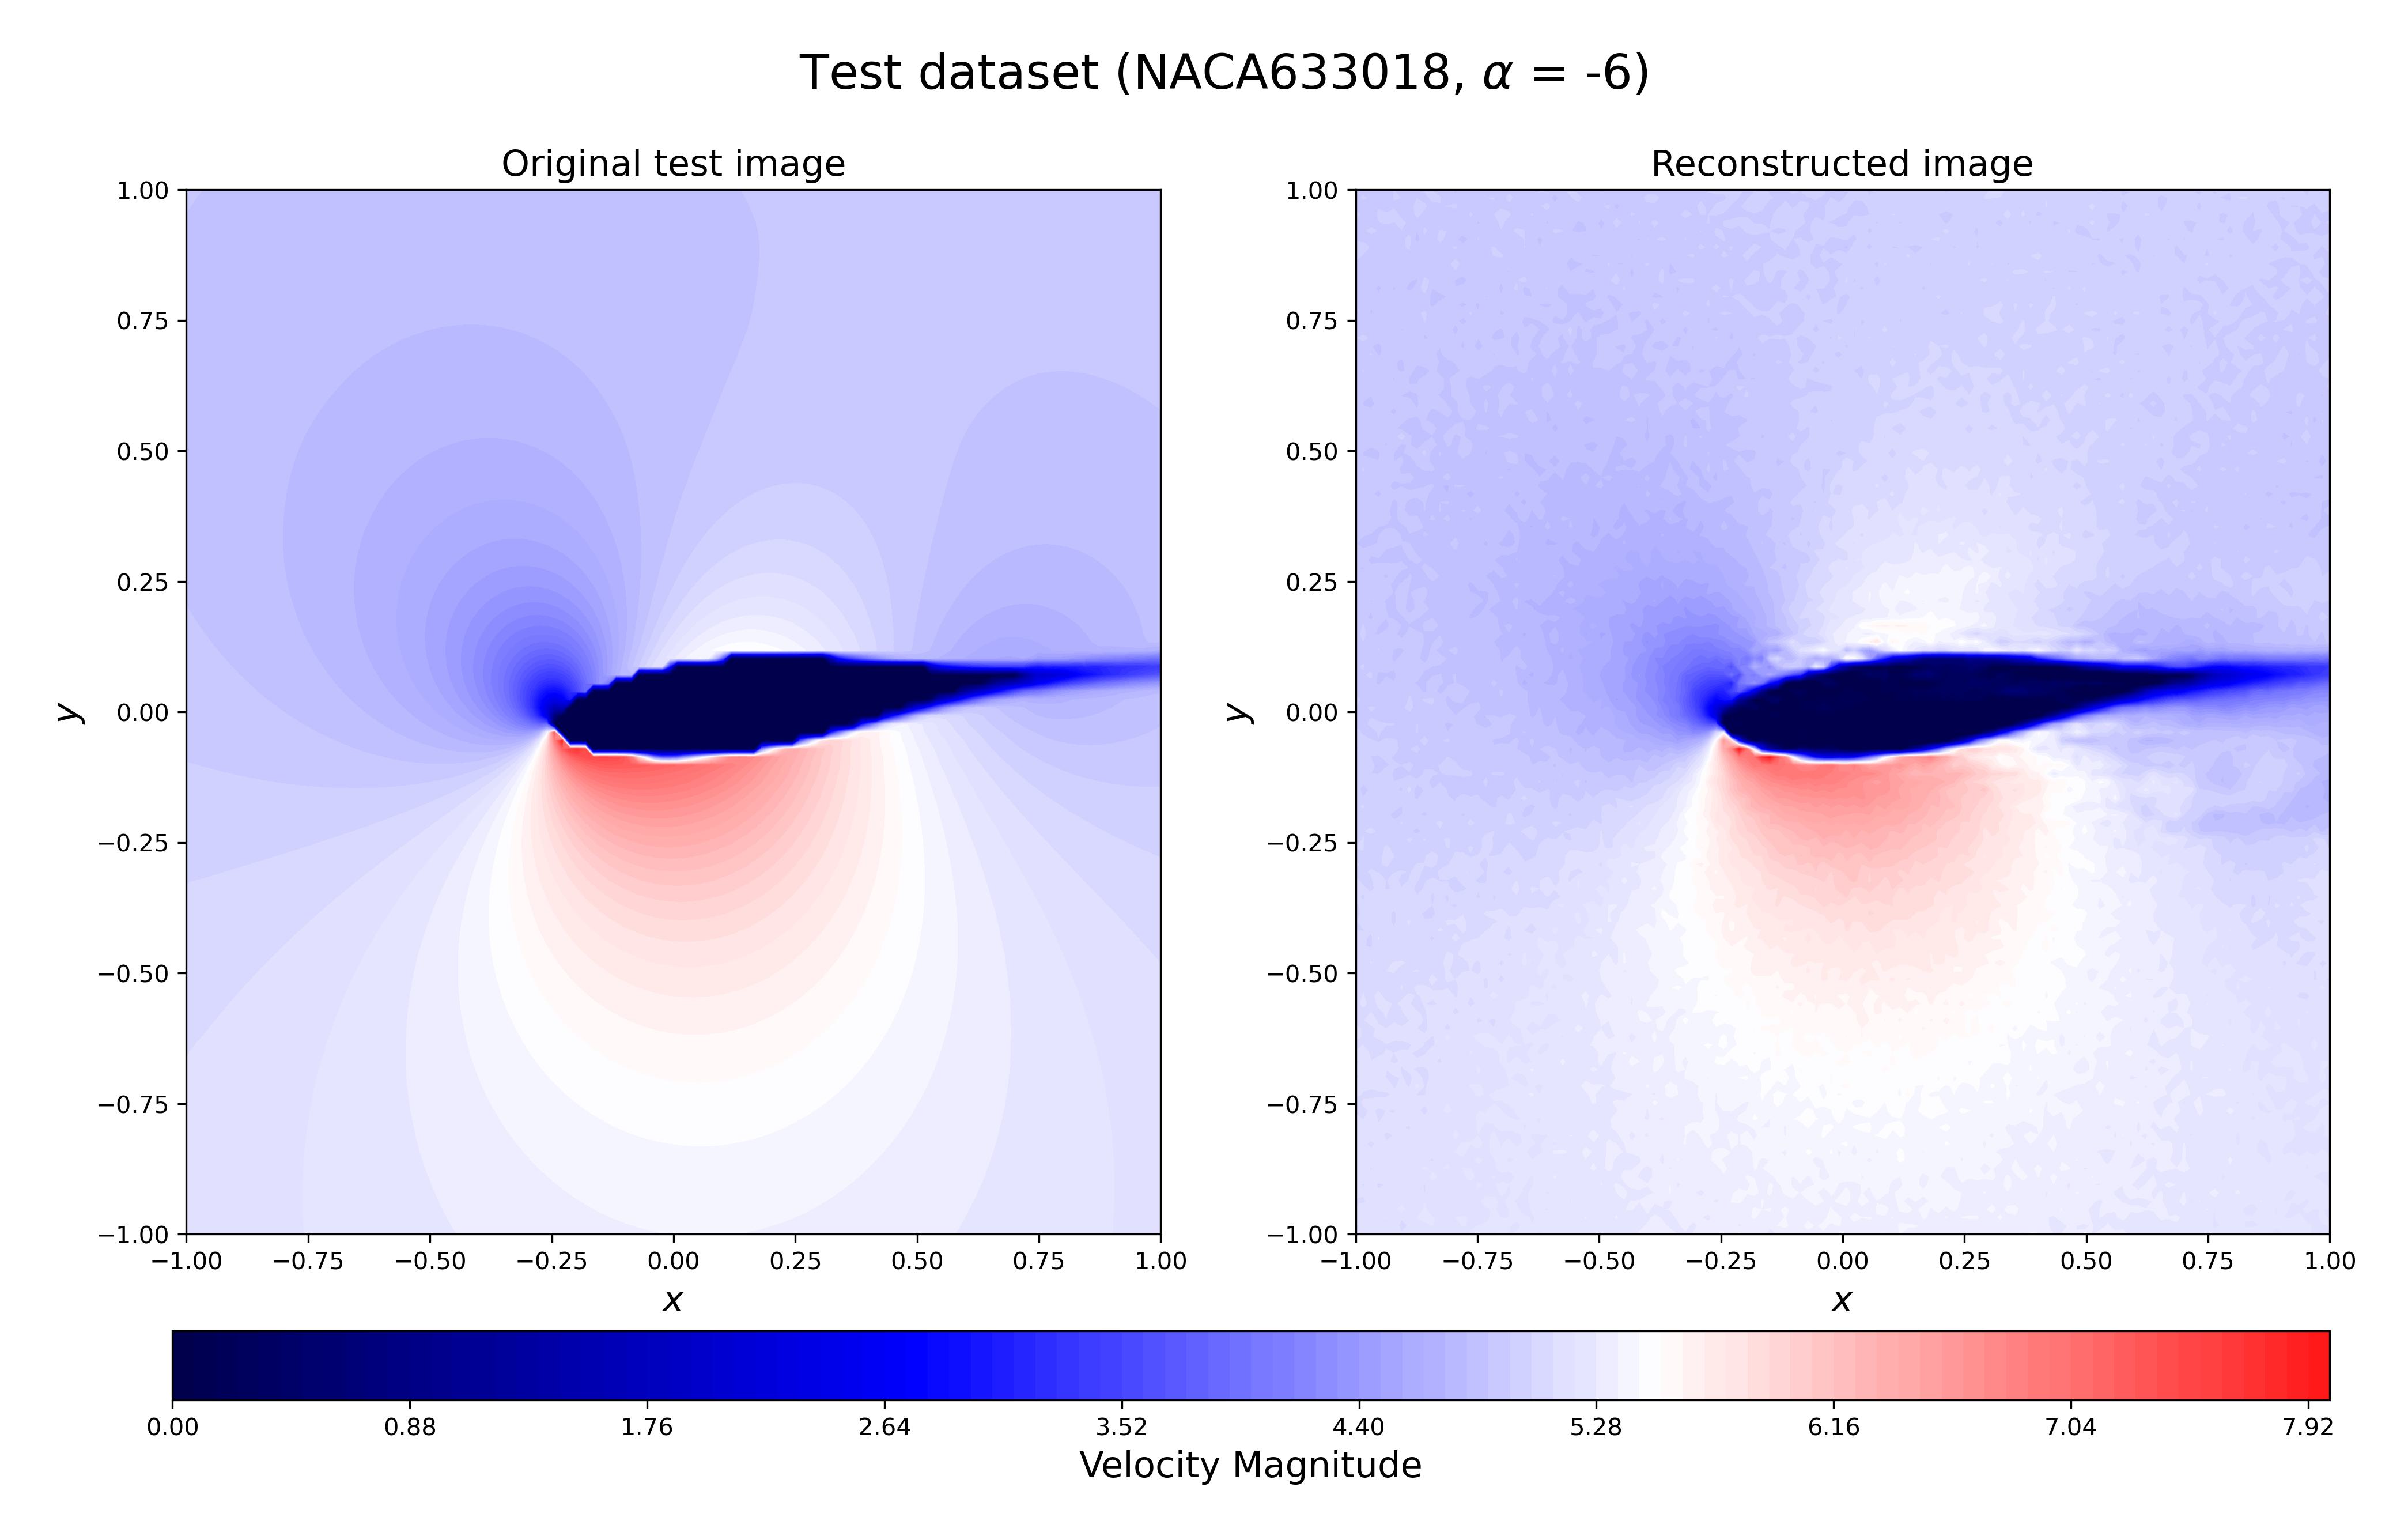 Test dataset (NACA633018, α = -6)
Original test image
Reconstructed image
1.00
0.75
0.50
0.25
0.00
−0.25
−0.50
−0.75
−1.00
y
−1.00 −0.75 −0.50 −0.25 0.00 0.25 0.50 0.75 1.00
x
1.00
0.75
0.50
0.25
0.00
−0.25
−0.50
−0.75
−1.00
y
−1.00 −0.75 −0.50 −0.25 0.00 0.25 0.50 0.75 1.00
x
0.00 0.88 1.76 2.64 3.52 4.40 5.28 6.16 7.04 7.92
Velocity Magnitude